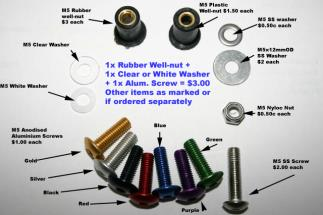 M5 Rubber
well-nut
$3 each
M5 Plastic
Well-nut $1.50 each
M5 SS washer
$0.50c each
M5 Clear Washer
M5x12mmOD
SS Washer
$2 each
1x Rubber Well-nut +
1x Clear or White Washer
+ 1x Alum. Screw = $3.00
Other items as marked or
if ordered separately
M5 White Washer
M5 Nyloc Nut
$0.50c each
M5 Anodised
Aluminium Screws
$1.00 each
Blue
Green
Gold
Silver
Black
Red
Purple
M5 SS Screw
$2.00 each